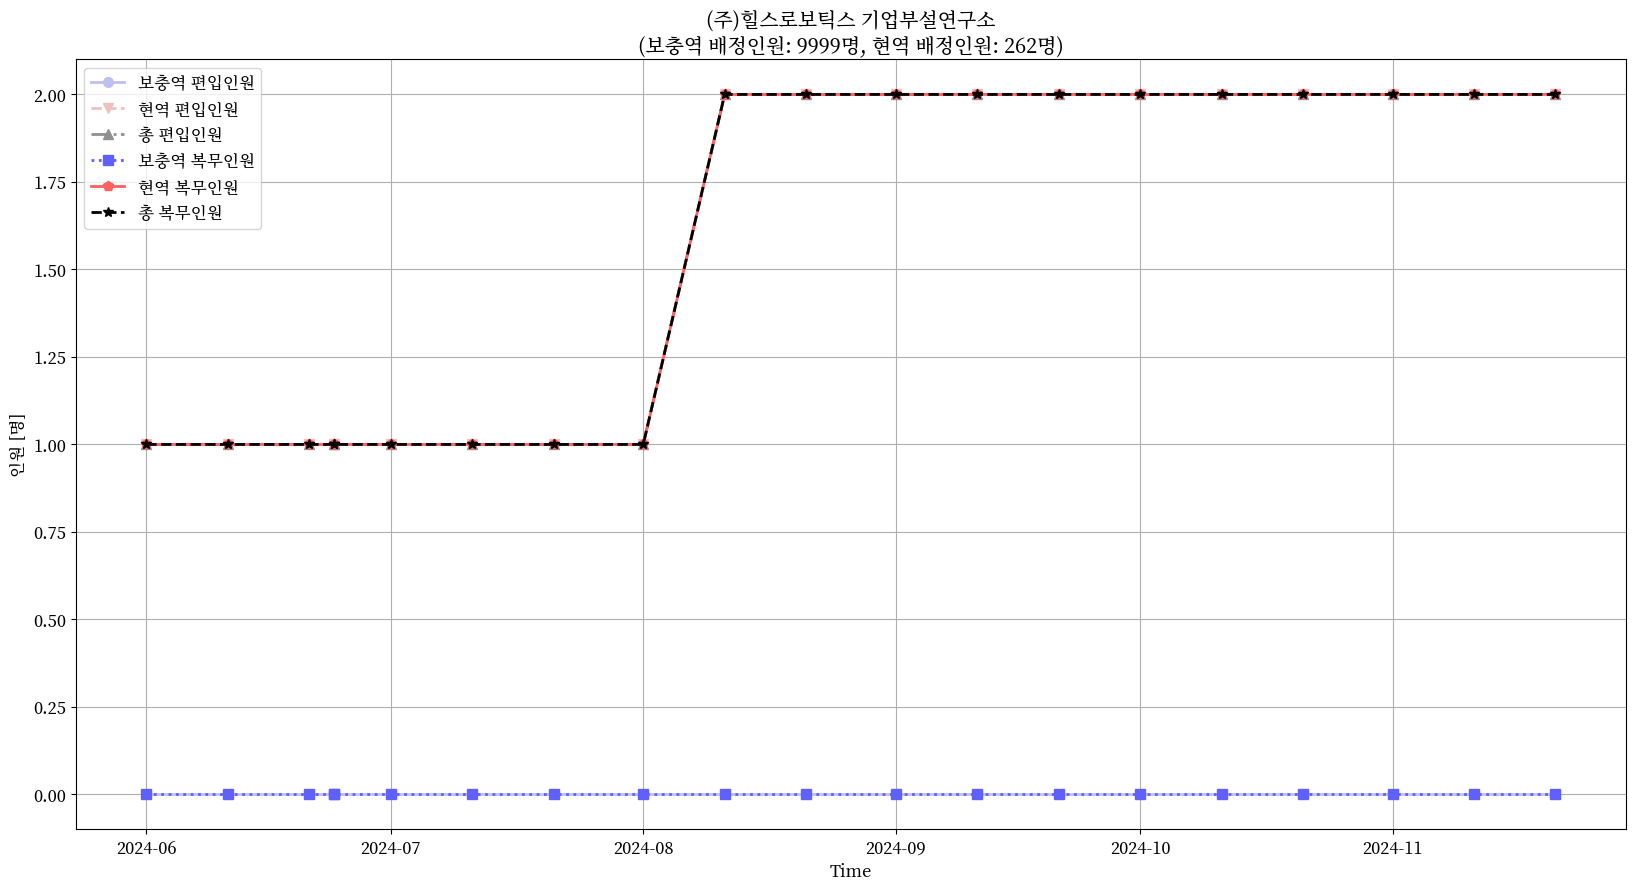 (주)힐스로보틱스 기업부설연구소
(보충역 배정인원: 9999명, 현역 배정인원: 262명)
보충역 편입인원
현역 편입인원
총 편입인원
보충역 복무인원
현역 복무인원
총 복무인원
2.00
1.75
1.50
1.25
1.00
0.75
0.50
0.25
0.00
인원 [명]
2024-06
2024-07
2024-08
2024-09
2024-10
2024-11
Time